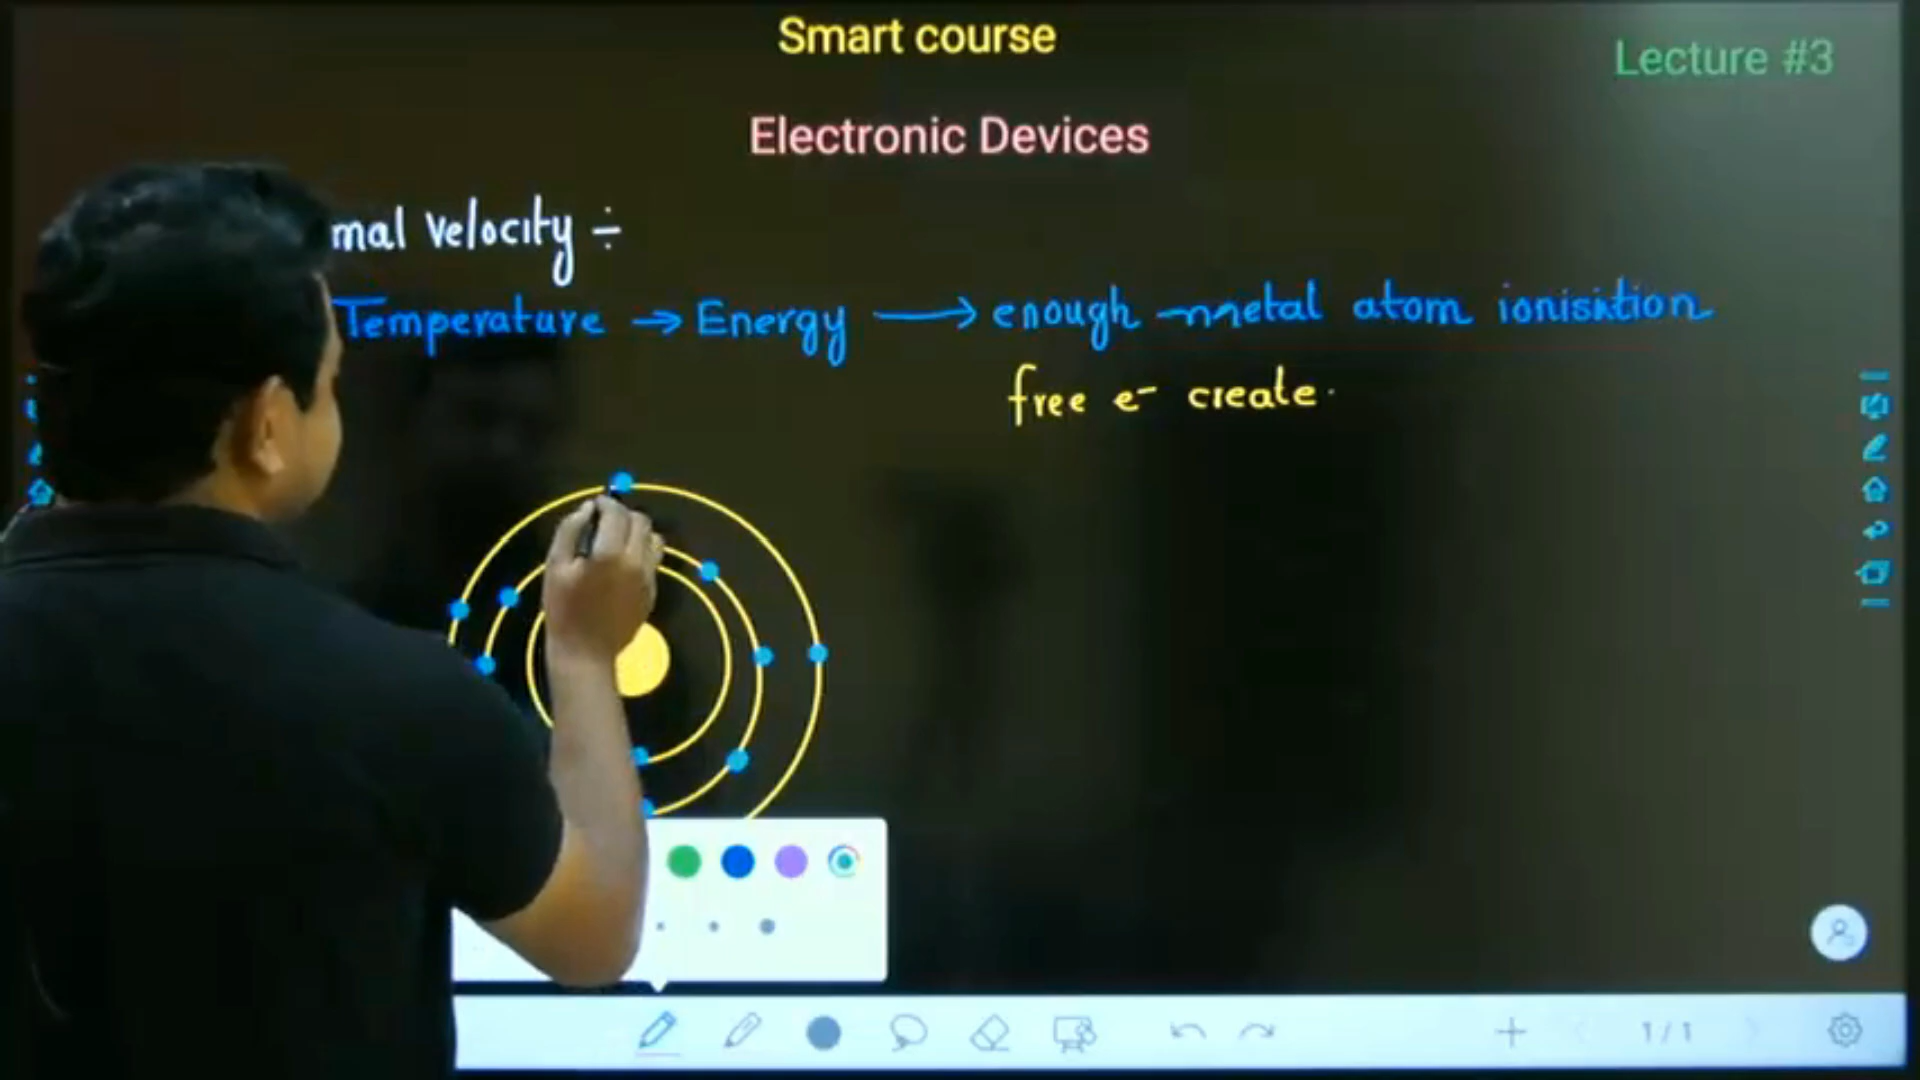 Smart course
Lecture #3
Electronic Devices
mal velocity ÷
Temperature → Energy → enough metal atom ionisation
free e⁻ create.
1/1